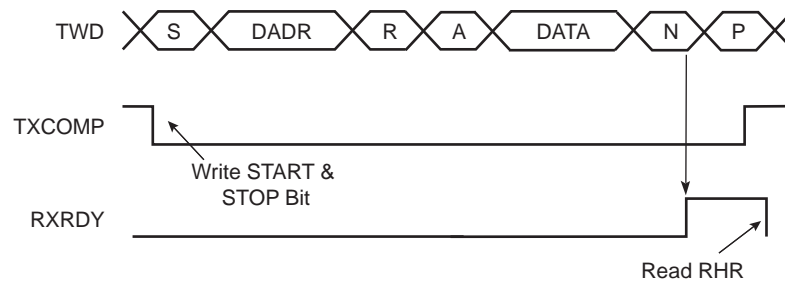 TWD S DADR R A DATA N P
TXCOMP
Write START &
STOP Bit
RXRDY
Read RHR